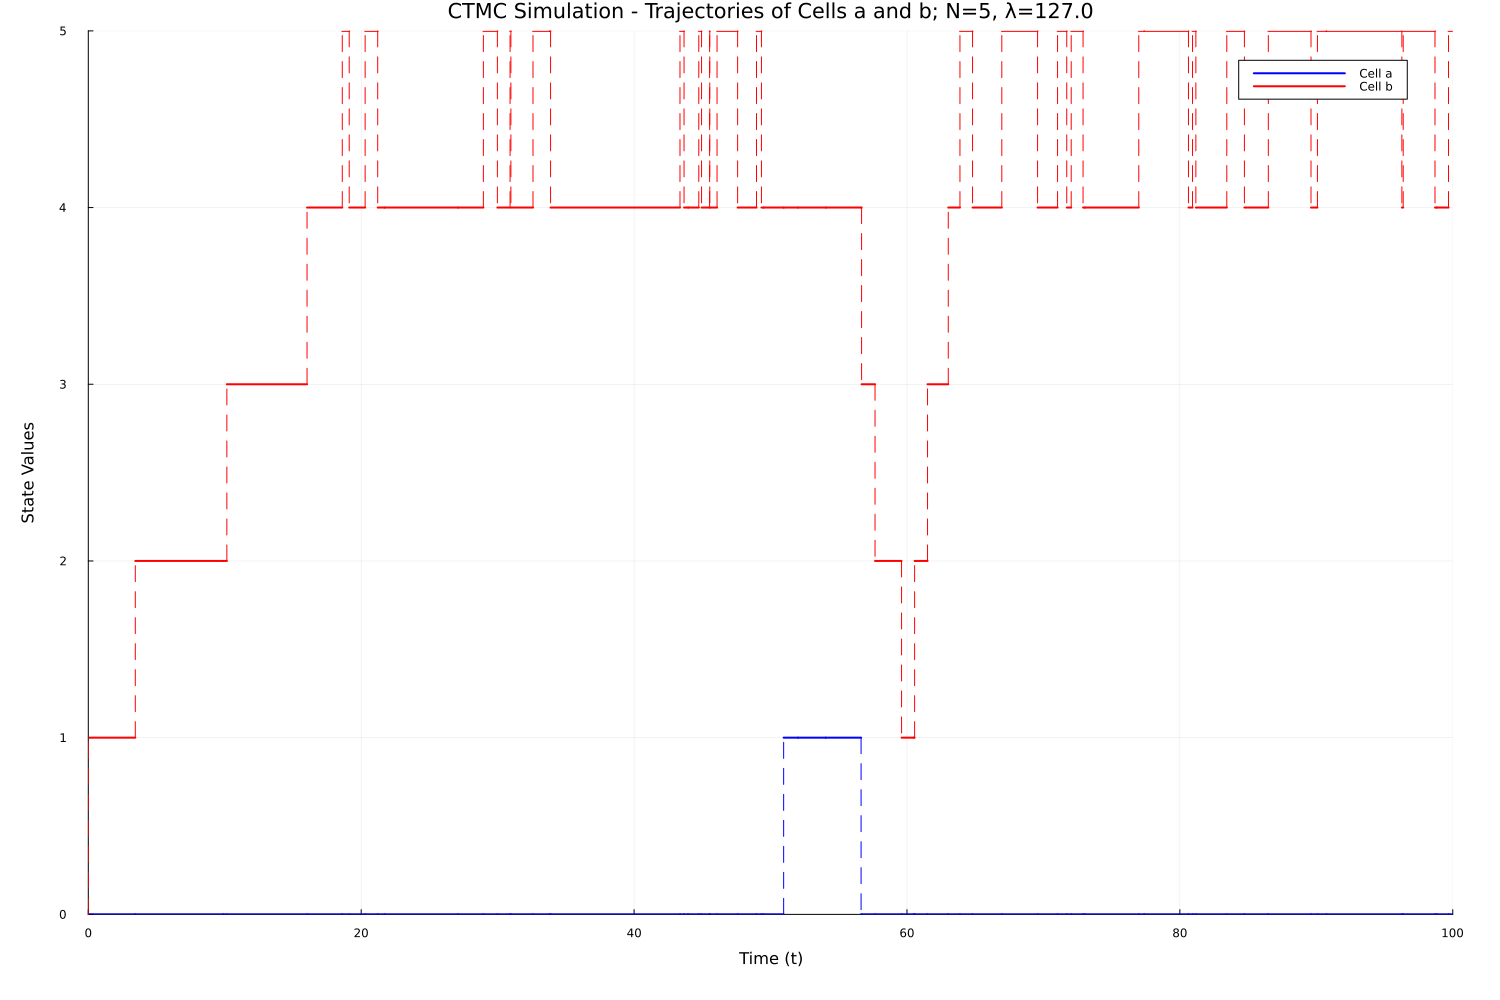 CTMC Simulation - Trajectories of Cells a and b; N=5, λ=127.0
5
Cell a
Cell b
4
3
State Values
2
1
0
0 20 40 60 80 100
Time (t)